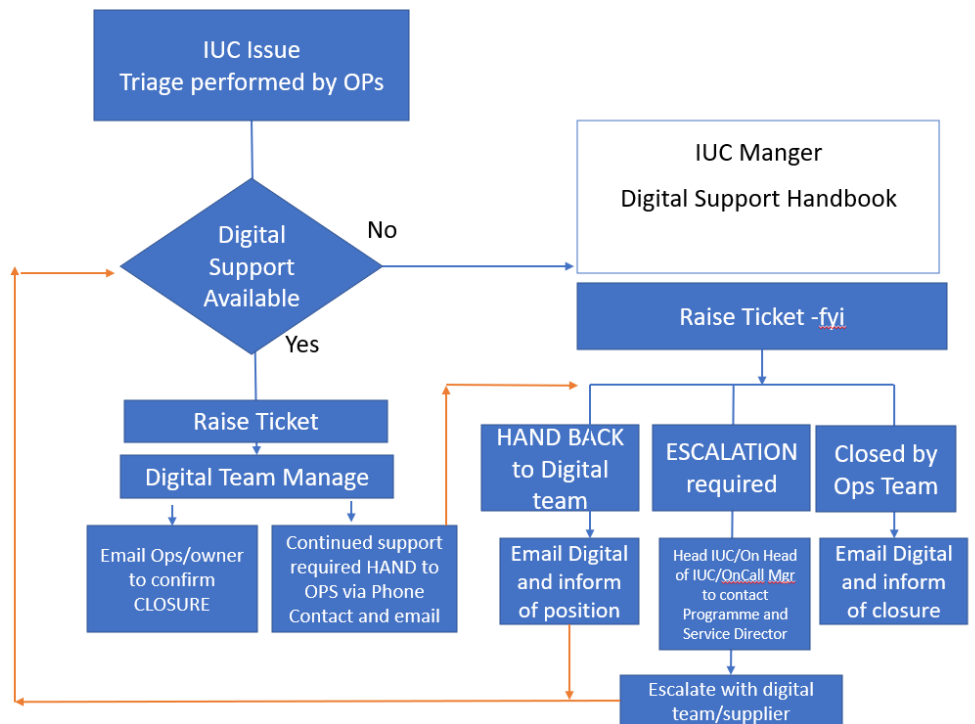 IUC Issue
Triage performed by OPs
IUC Manger
Digital Support Handbook
Digital
Support
Available
No
Yes
Raise Ticket -fyi
Raise Ticket
Digital Team Manage
Email Ops/owner
to confirm
CLOSURE
Continued support
required HAND to
OPS via Phone
Contact and email
HAND BACK
to Digital
team
ESCALATION
required
Closed by
Ops Team
Email Digital
and inform
of position
Head IUC/On Head
of IUC/OnCall Mgr
to contact
Programme and
Service Director
Email Digital
and inform
of closure
Escalate with digital
team/supplier